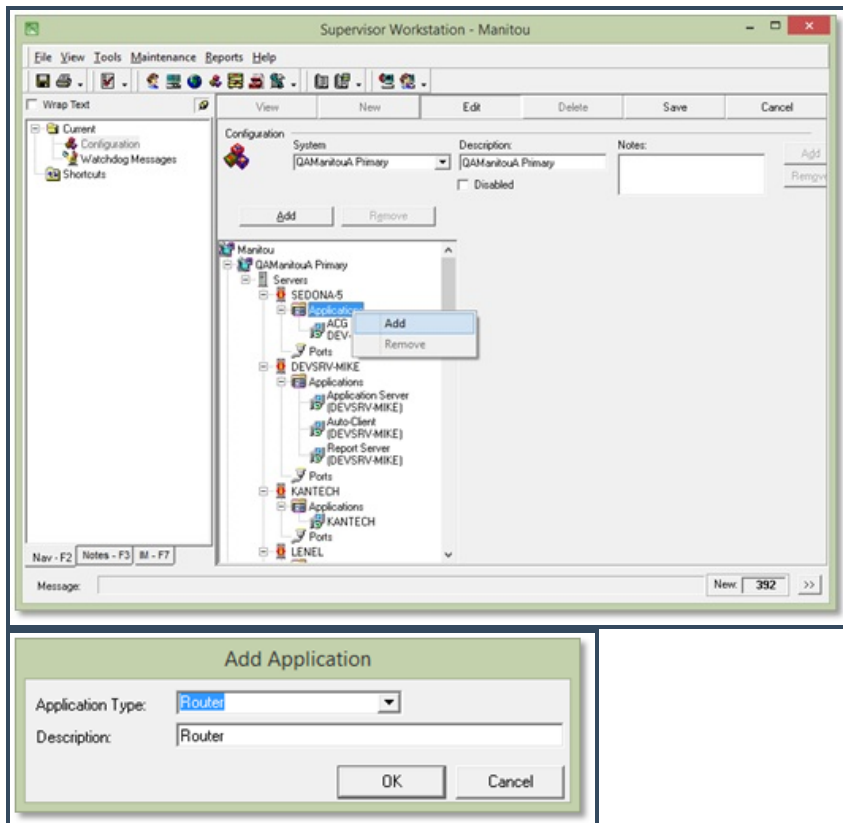 Supervisor Workstation - Manitou
File View Tools Maintenance Reports Help
Wrap Text
View New Edit Delete Save Cancel
Current
Configuration
Watchdog Messages
Shortcuts
Configuration
System
Description:
Notes:
QAManitouA Primary
QAManitouA Primary
Disabled
Add
Remove
Add
Remove
Manitou
QAManitouA Primary
Servers
SEDONA-5
Applications
ACG
DEV-
Add
Remove
Ports
DEVSRV-MIKE
Applications
Application Server
(DEVSRV-MIKE)
Auto-Client
(DEVSRV-MIKE)
Report Server
(DEVSRV-MIKE)
Ports
KANTECH
Applications
KANTECH
Ports
LENEL
Nav - F2 Notes - F3 IM - F7
Message:
New: 392 >>
Add Application
Application Type: Router
Description: Router
OK Cancel